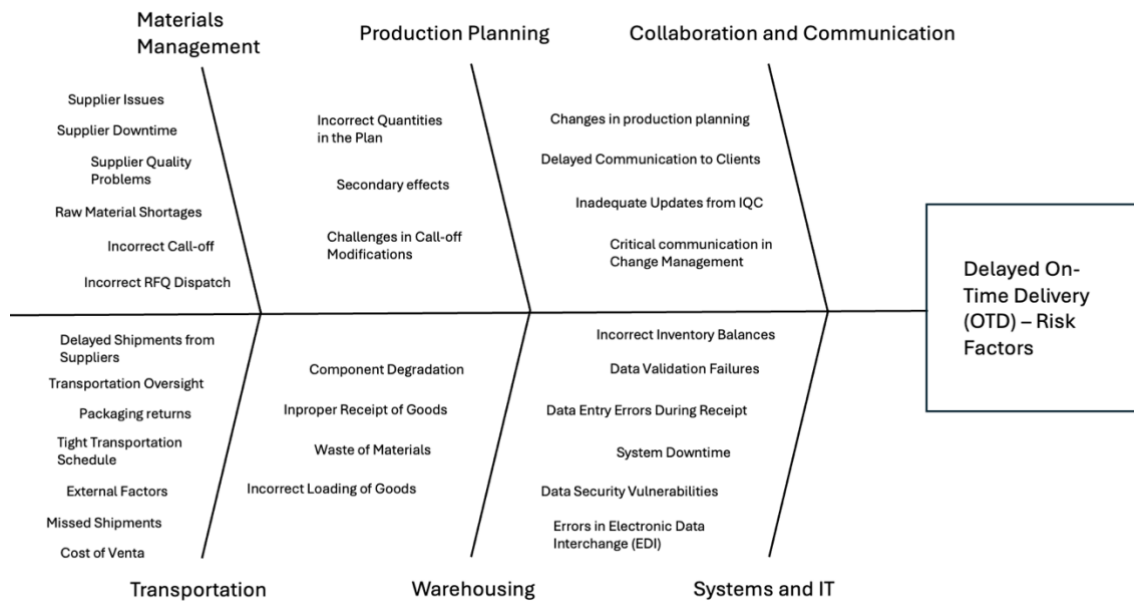 Materials
Management
Production Planning
Collaboration and Communication
Supplier Issues
Supplier Downtime
Supplier Quality
Problems
Raw Material Shortages
Incorrect Call-off
Incorrect RFQ Dispatch
Incorrect Quantities
in the Plan
Secondary effects
Challenges in Call-off
Modifications
Changes in production planning
Delayed Communication to Clients
Inadequate Updates from IQC
Critical communication in
Change Management
Delayed On-
Time Delivery
(OTD) – Risk
Factors
Delayed Shipments from
Suppliers
Transportation Oversight
Packaging returns
Tight Transportation
Schedule
External Factors
Missed Shipments
Cost of Venta
Component Degradation
Inproper Receipt of Goods
Waste of Materials
Incorrect Loading of Goods
Incorrect Inventory Balances
Data Validation Failures
Data Entry Errors During Receipt
System Downtime
Data Security Vulnerabilities
Errors in Electronic Data
Interchange (EDI)
Transportation
Warehousing
Systems and IT